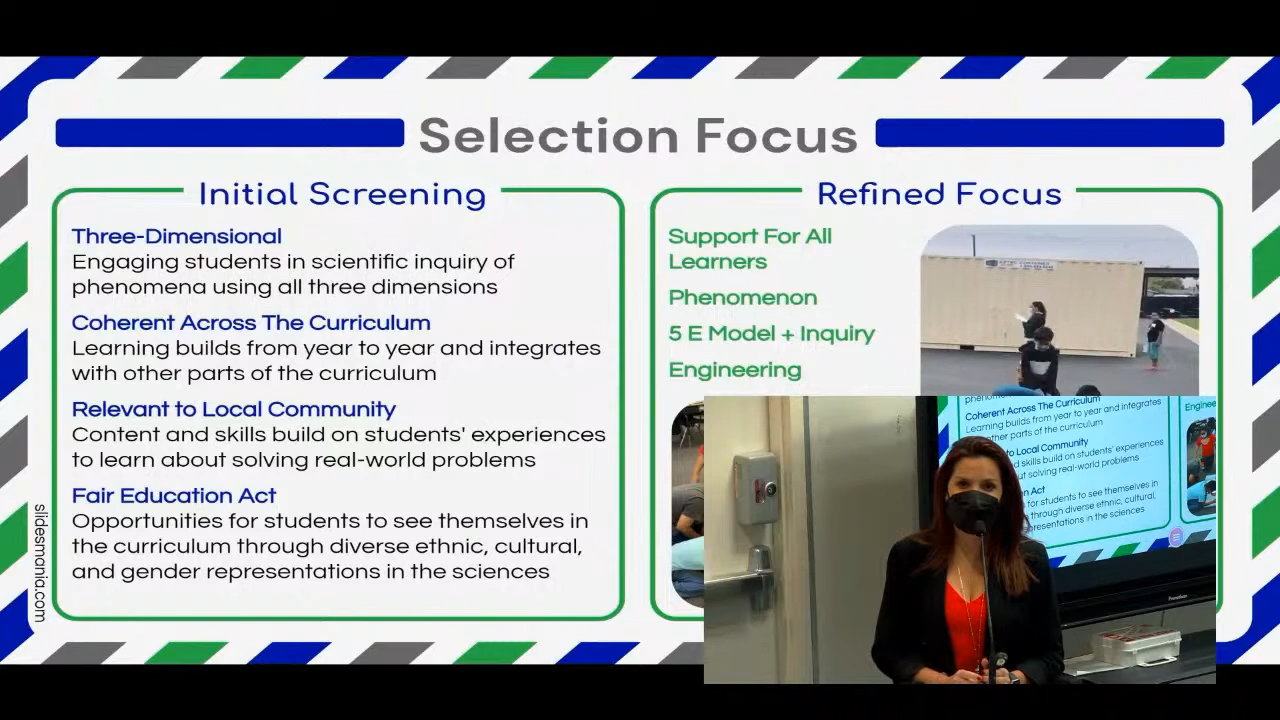 Selection Focus
Initial Screening
Three-Dimensional
Engaging students in scientific inquiry of
phenomena using all three dimensions
Coherent Across The Curriculum
Learning builds from year to year and integrates
with other parts of the curriculum
Relevant to Local Community
Content and skills build on students' experiences
to learn about solving real-world problems
Fair Education Act
Opportunities for students to see themselves in
the curriculum through diverse ethnic, cultural,
and gender representations in the sciences
slidesmania.com
Refined Focus
Support For All
Learners
Phenomenon
5 E Model + Inquiry
Engineering
Coherent Across The Curriculum
Learning builds from year to year and integrates
other parts of the curriculum
to Local Community
skills build on students' experiences
solving real-world problems
Act
for students to see themselves in
through diverse ethnic, cultural,
representations in the sciences
Promethean